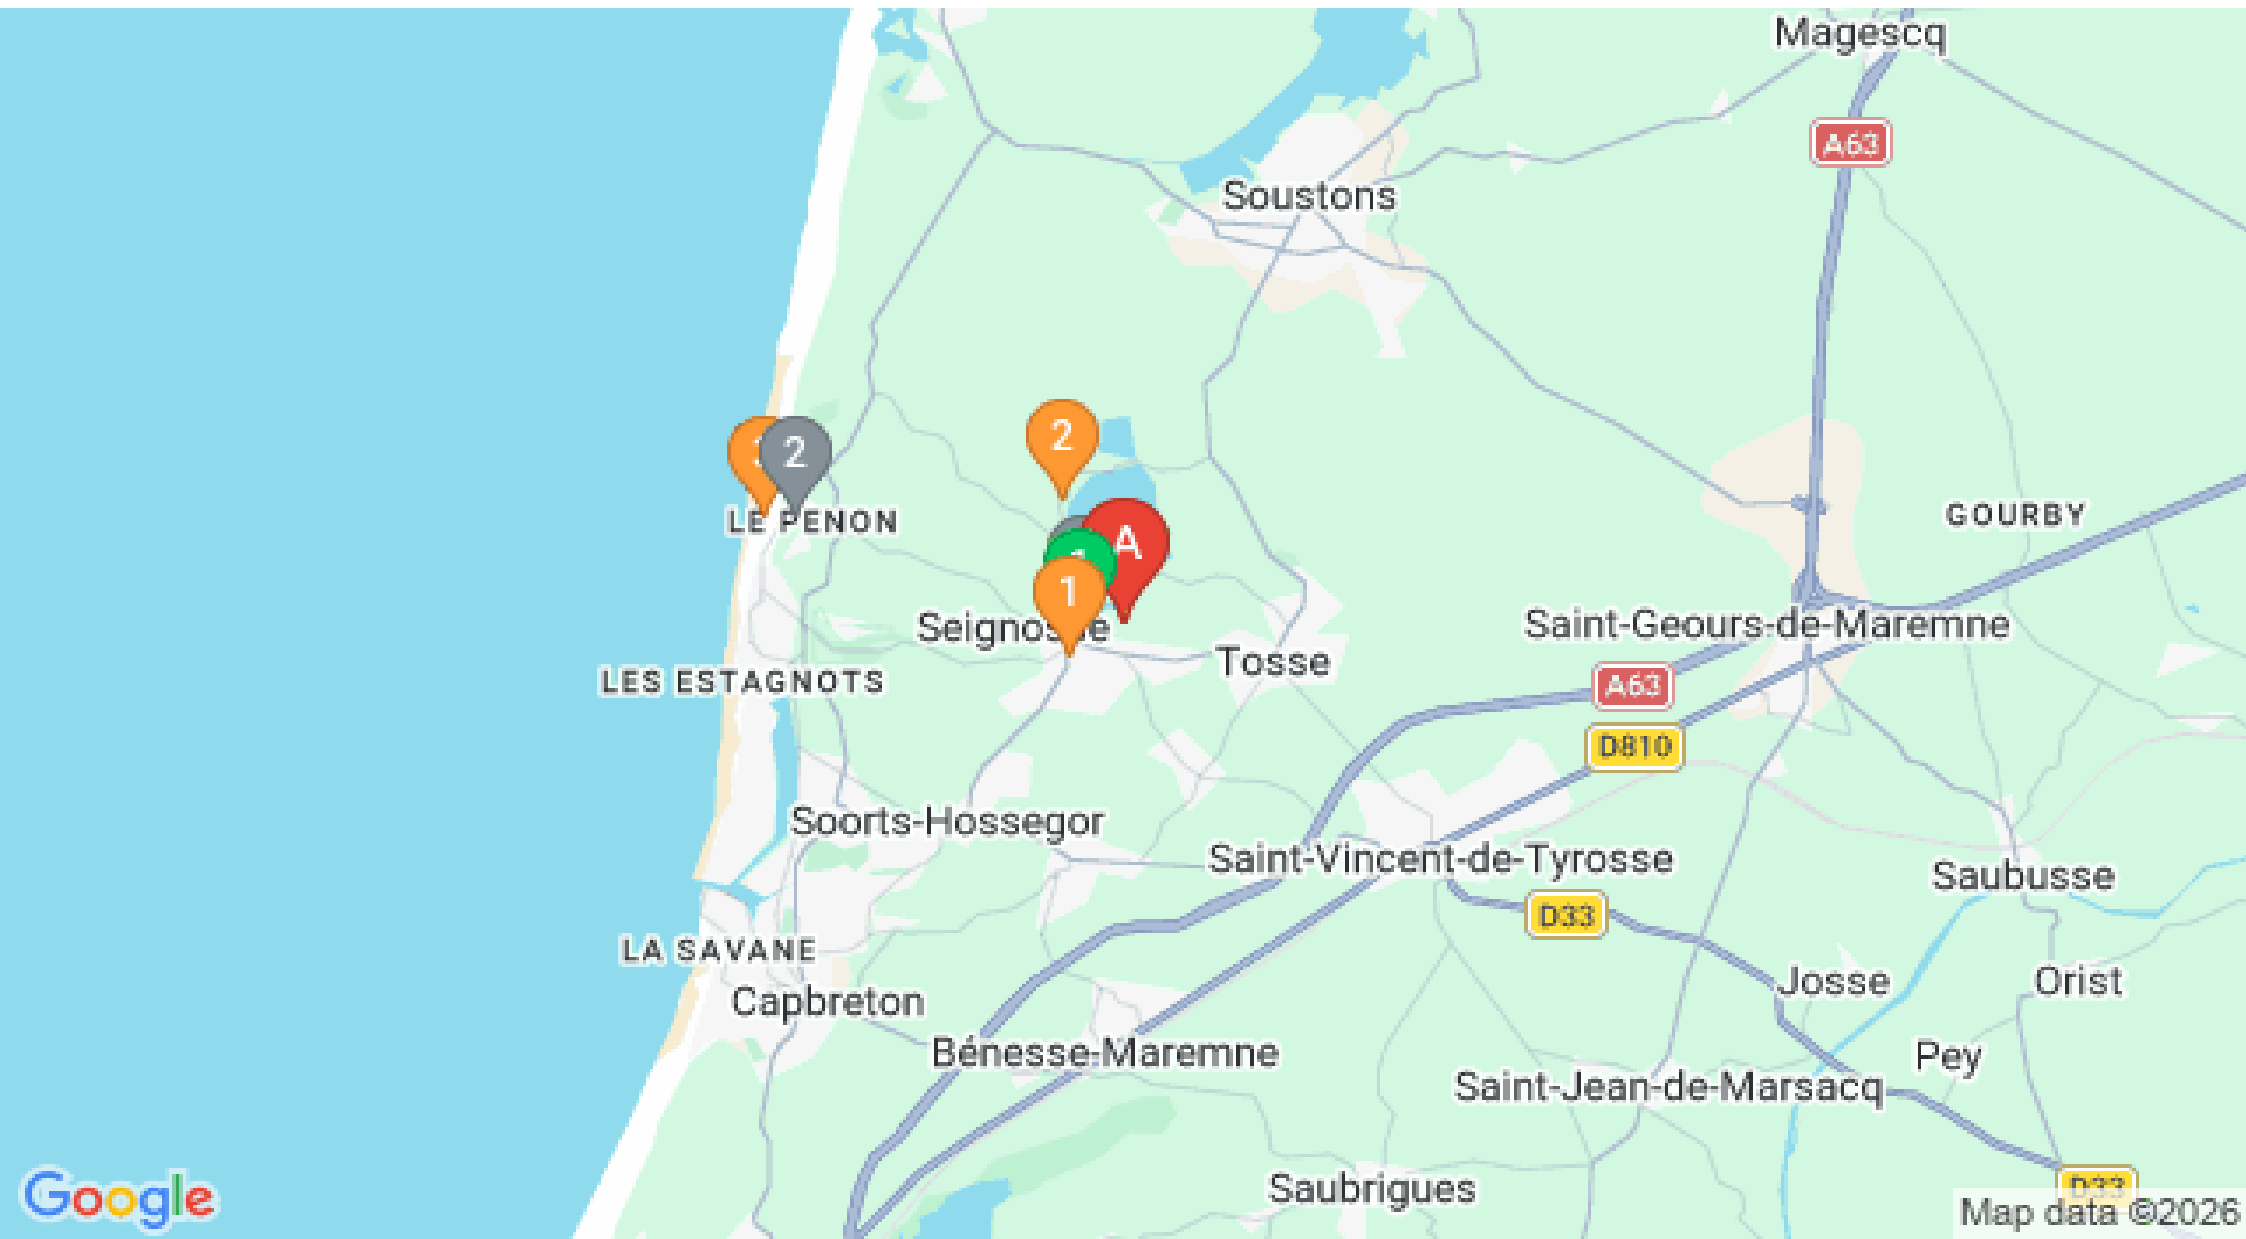 Magescq
A63
Soustons
2
2
LE PENON
GOURBY
A
1
Seignosse
Saint-Geours-de-Maremne
Tosse
LES ESTAGNOTS
A63
D810
Soorts-Hossegor
Saint-Vincent-de-Tyrosse
Saubusse
D33
LA SAVANE
Capbreton
Josse
Orist
Bénesse-Maremne
Pey
Saint-Jean-de-Marsacq
Saubrigues
D33
Google
Map data ©2026